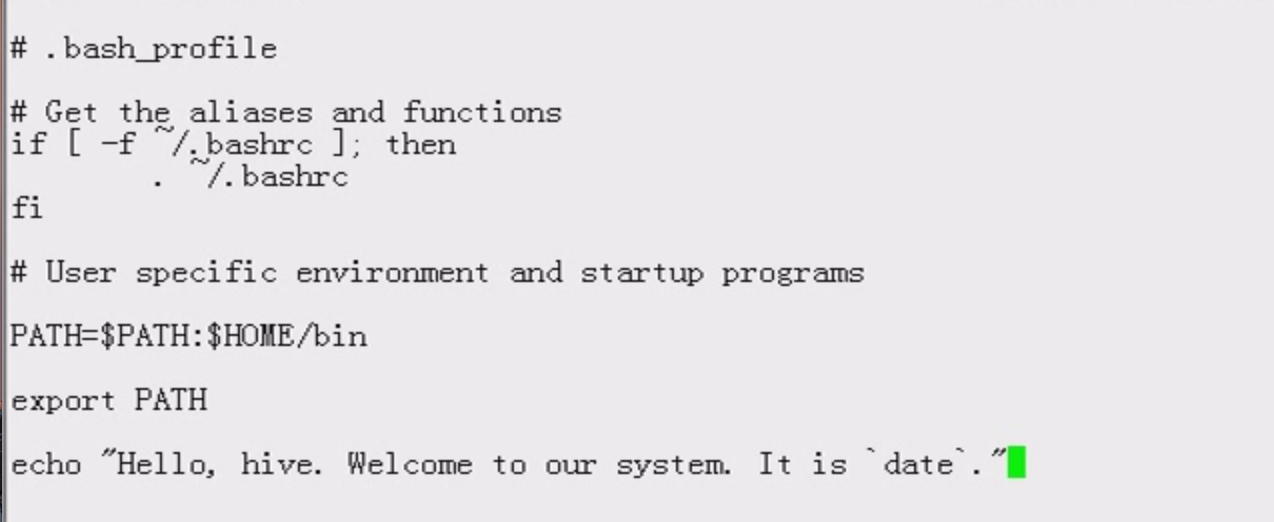 # .bash_profile
# Get the aliases and functions
if [ -f ~/.bashrc ]; then
. ~/.bashrc
fi
# User specific environment and startup programs
PATH=$PATH:$HOME/bin
export PATH
echo "Hello, hive. Welcome to our system. It is `date`."